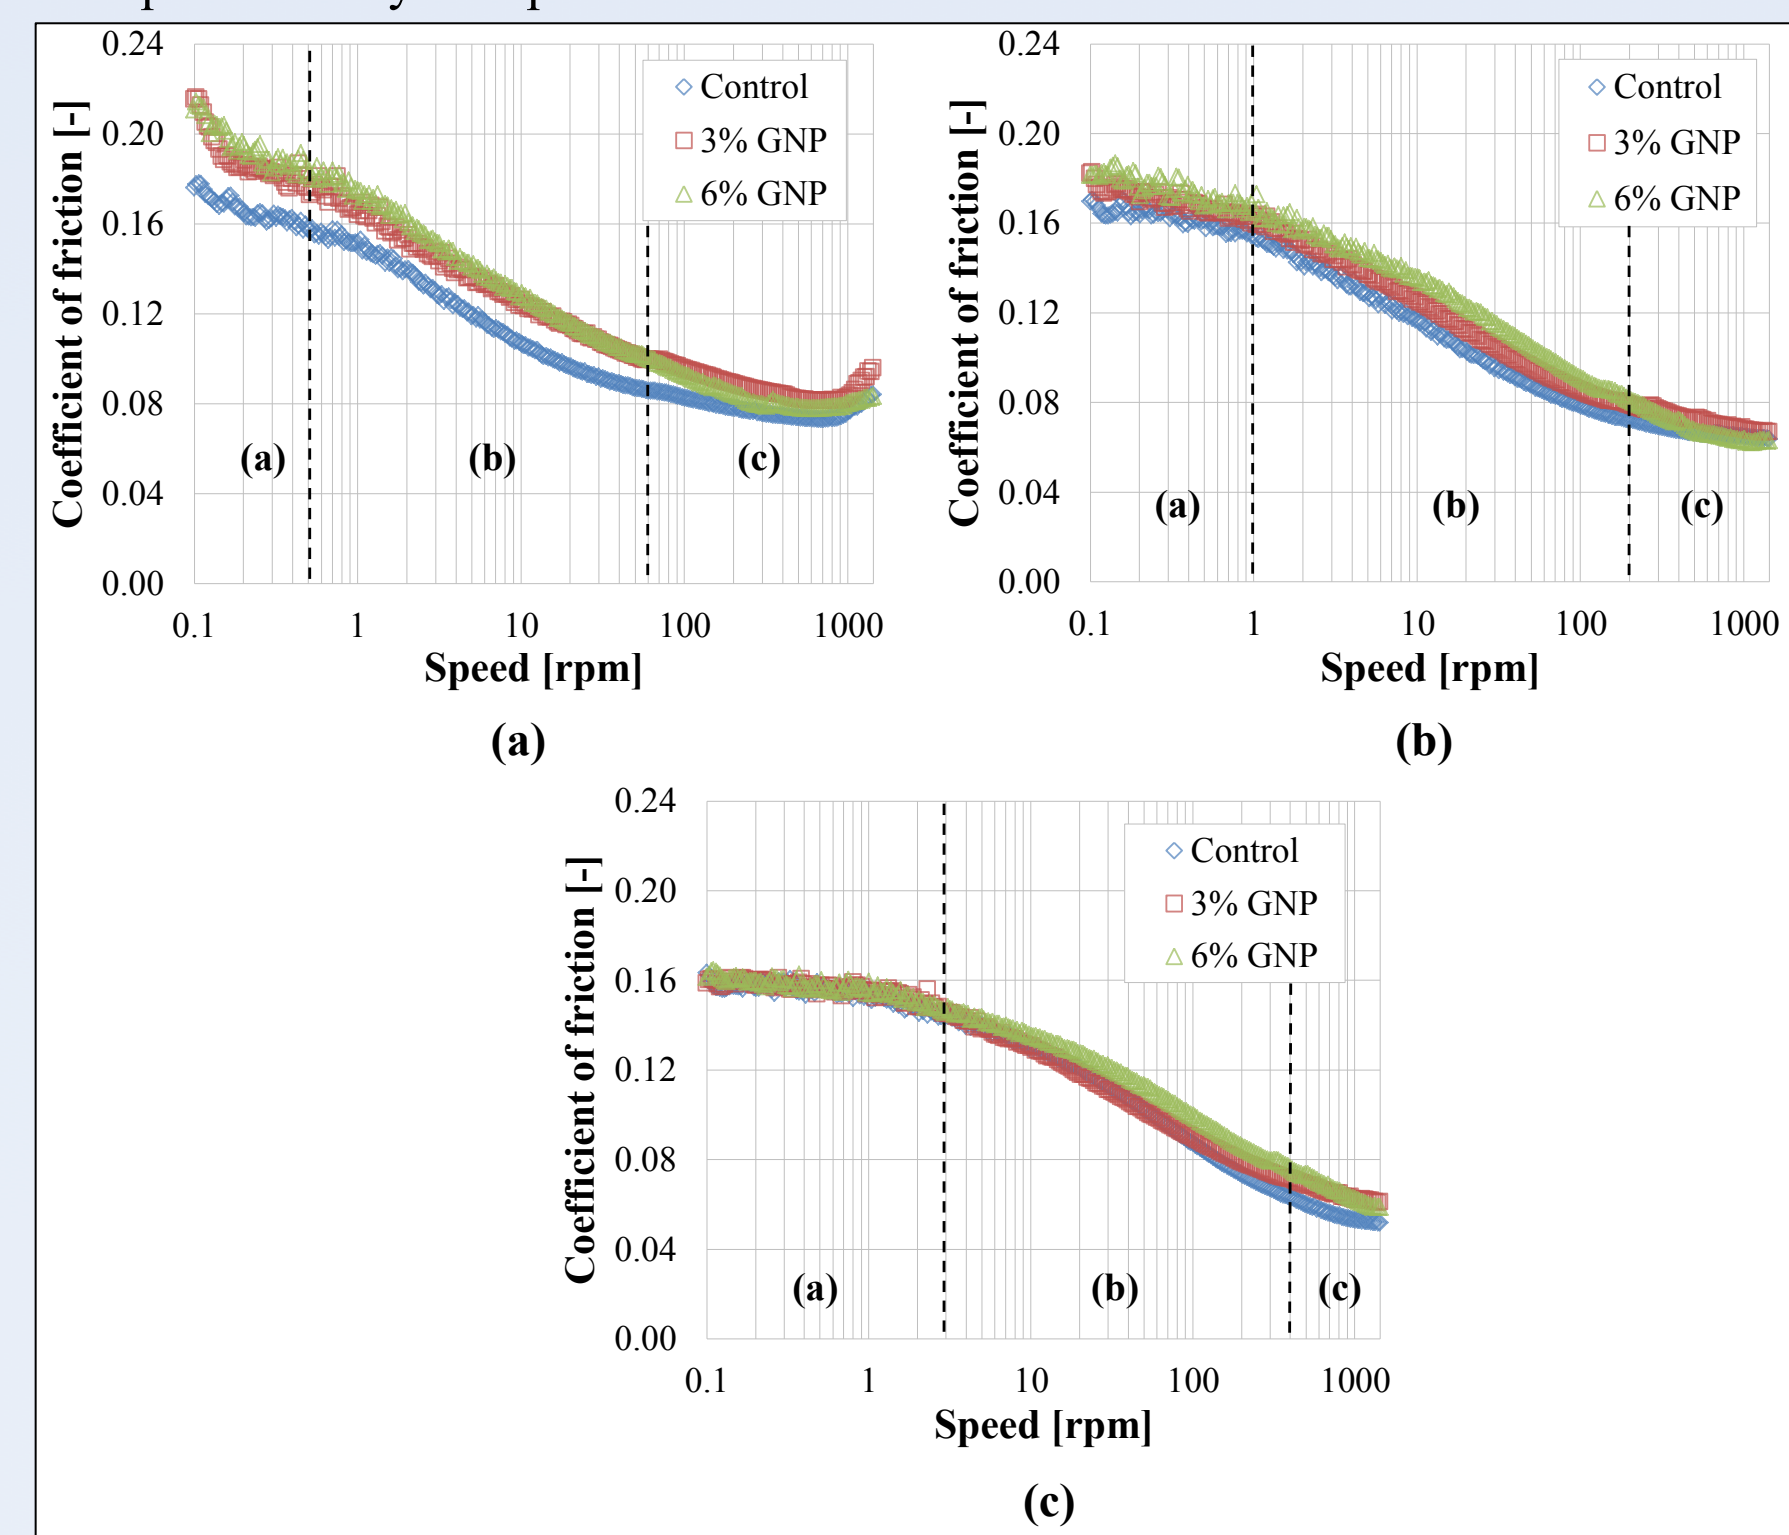 0.24
0.20
0.16
0.12
0.08
0.04
0.00
Coefficient of friction [-]
Control
3% GNP
6% GNP
(a) (b) (c)
0.1 1 10 100 1000
Speed [rpm]
(a)
0.24
0.20
0.16
0.12
0.08
0.04
0.00
Coefficient of friction [-]
Control
3% GNP
6% GNP
(a) (b) (c)
0.1 1 10 100 1000
Speed [rpm]
(b)
0.24
0.20
0.16
0.12
0.08
0.04
0.00
Coefficient of friction [-]
Control
3% GNP
6% GNP
(a) (b) (c)
0.1 1 10 100 1000
Speed [rpm]
(c)